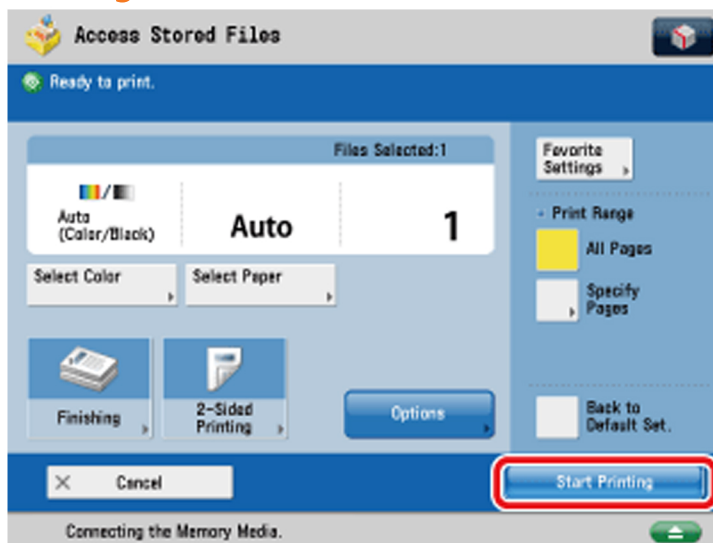 Access Stored Files
Ready to print.
Files Selected:1
Auto
(Color/Black)
Auto
1
Select Color
Select Paper
Finishing
2-Sided
Printing
Options
Favorite
Settings
Print Range
All Pages
Specify
Pages
Back to
Default Set.
Cancel
Start Printing
Connecting the Memory Media.